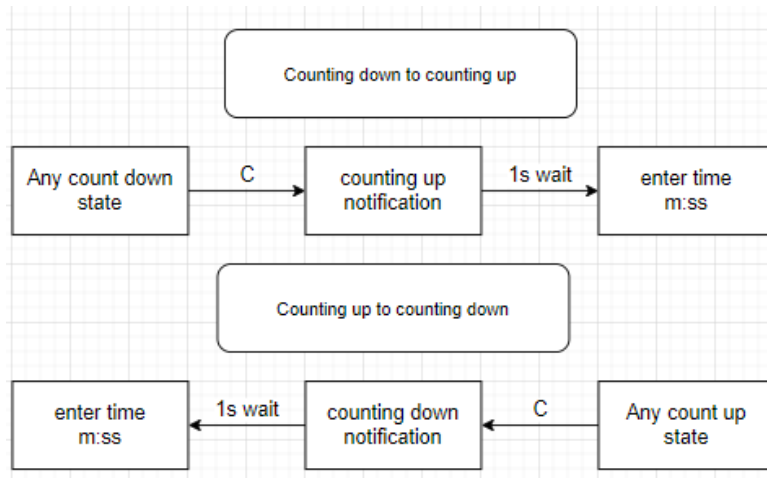 Counting down to counting up
Any count down
state
C
counting up
notification
1s wait
enter time
m:ss
Counting up to counting down
enter time
m:ss
1s wait
counting down
notification
C
Any count up
state